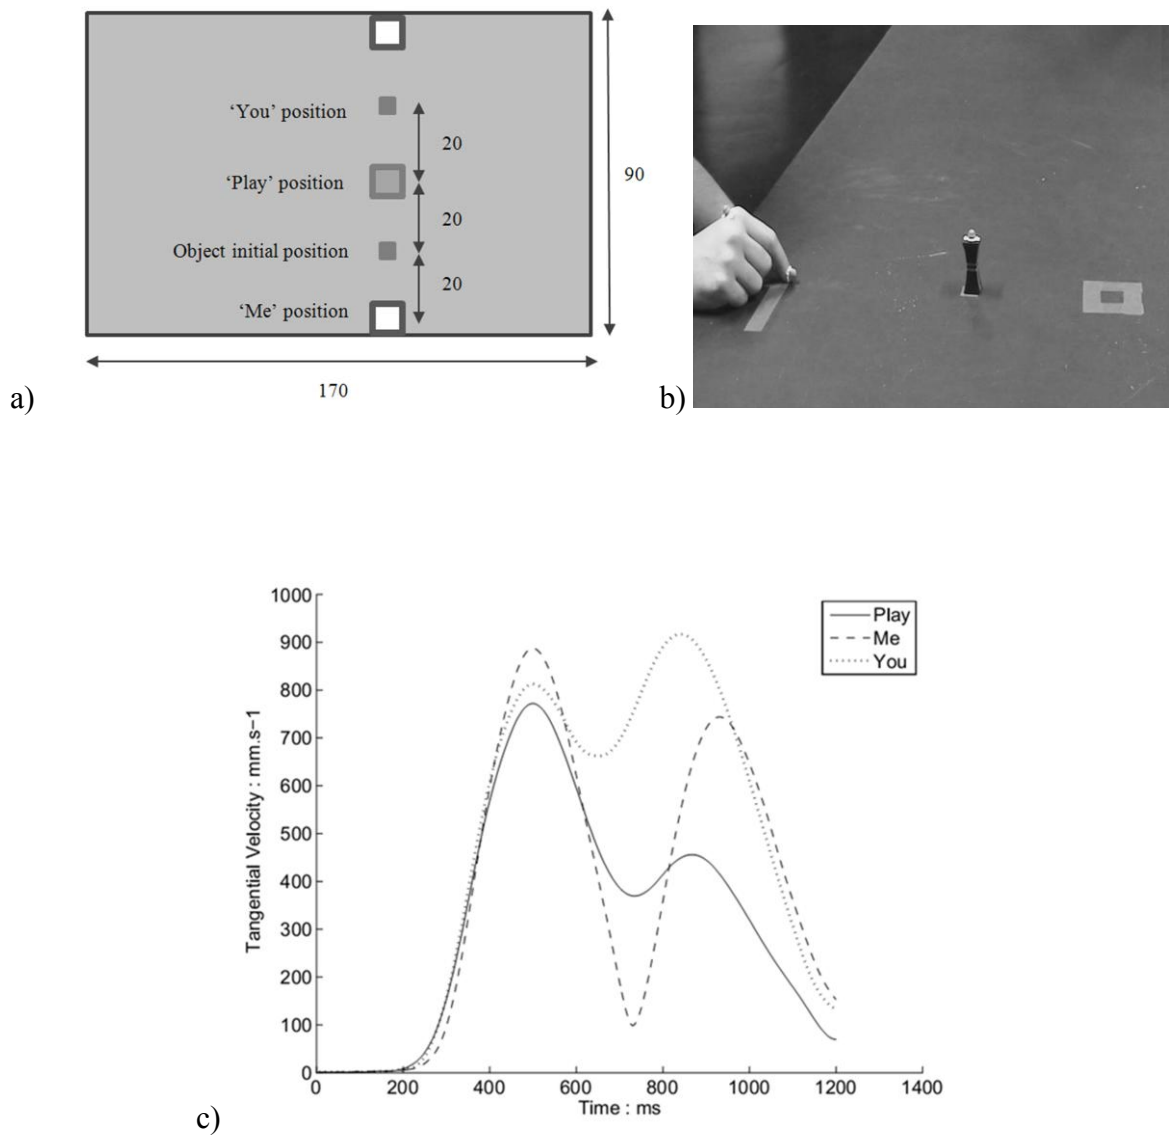 ‘You’ position
20
‘Play’ position
90
20
Object initial position
20
‘Me’ position
170
a)
b)
1000
900
800
700
600
500
400
300
200
100
0
Tangential Velocity : mm.s−1
Play
Me
You
0 200 400 600 800 1000 1200 1400
Time : ms
c)